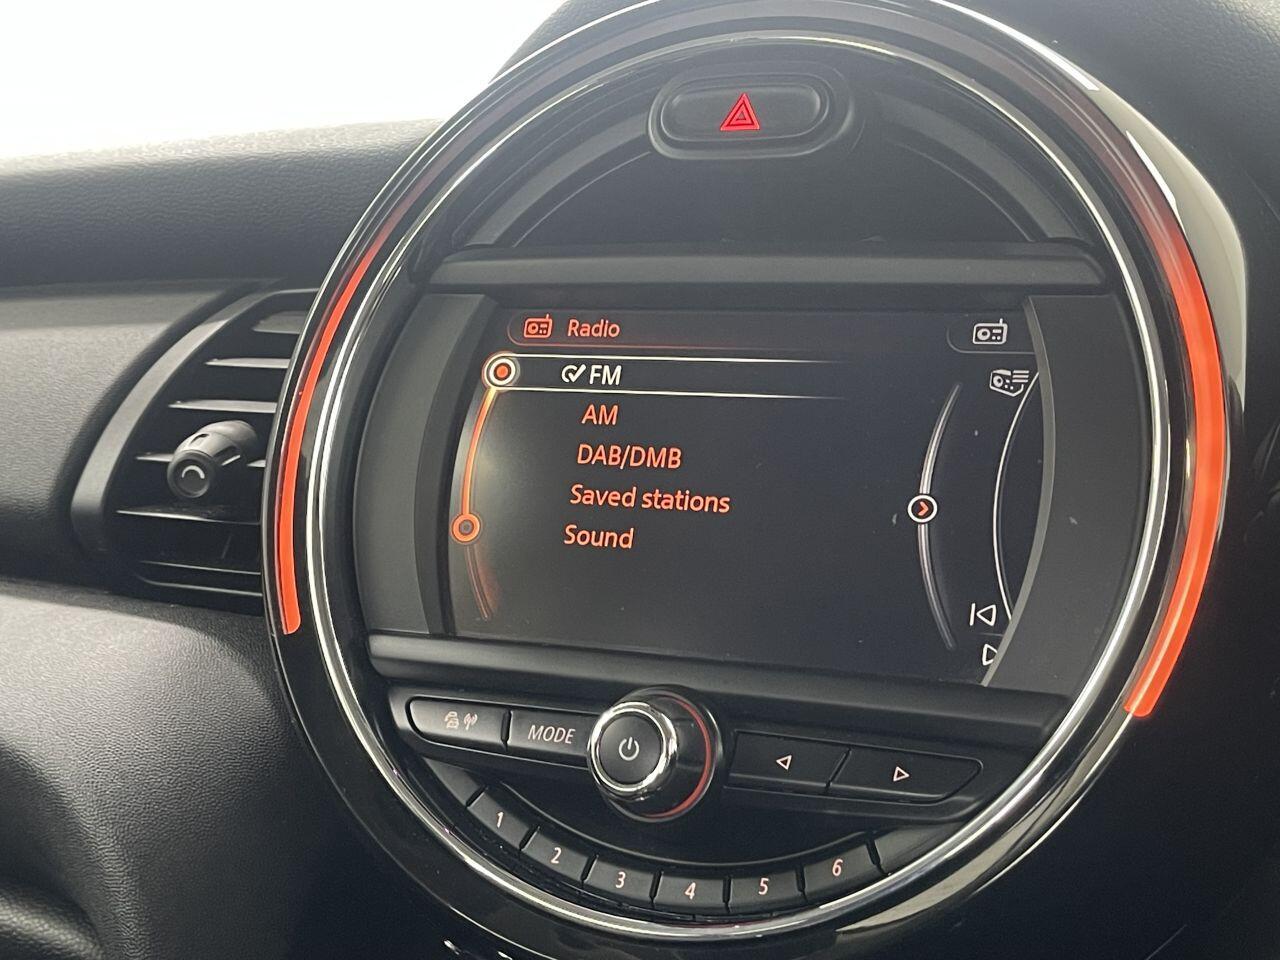 Radio
FM
AM
DAB/DMB
Saved stations
Sound
MODE
1
2
3
4
5
6